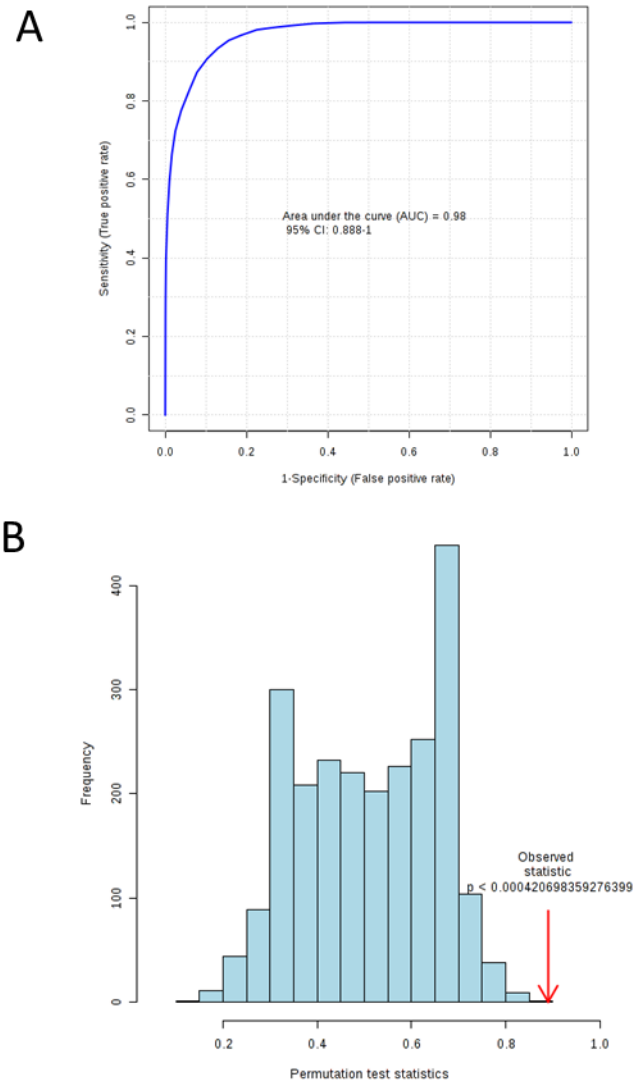 A
1.0
0.8
0.6
0.4
0.2
0.0
Sensitivity (True positive rate)
Area under the curve (AUC) = 0.98
95% CI: 0.888-1
0.0 0.2 0.4 0.6 0.8 1.0
1-Specificity (False positive rate)
B
400
300
200
100
0
Frequency
Observed
statistic
p < 0.000420698359276399
0.2 0.4 0.6 0.8 1.0
Permutation test statistics